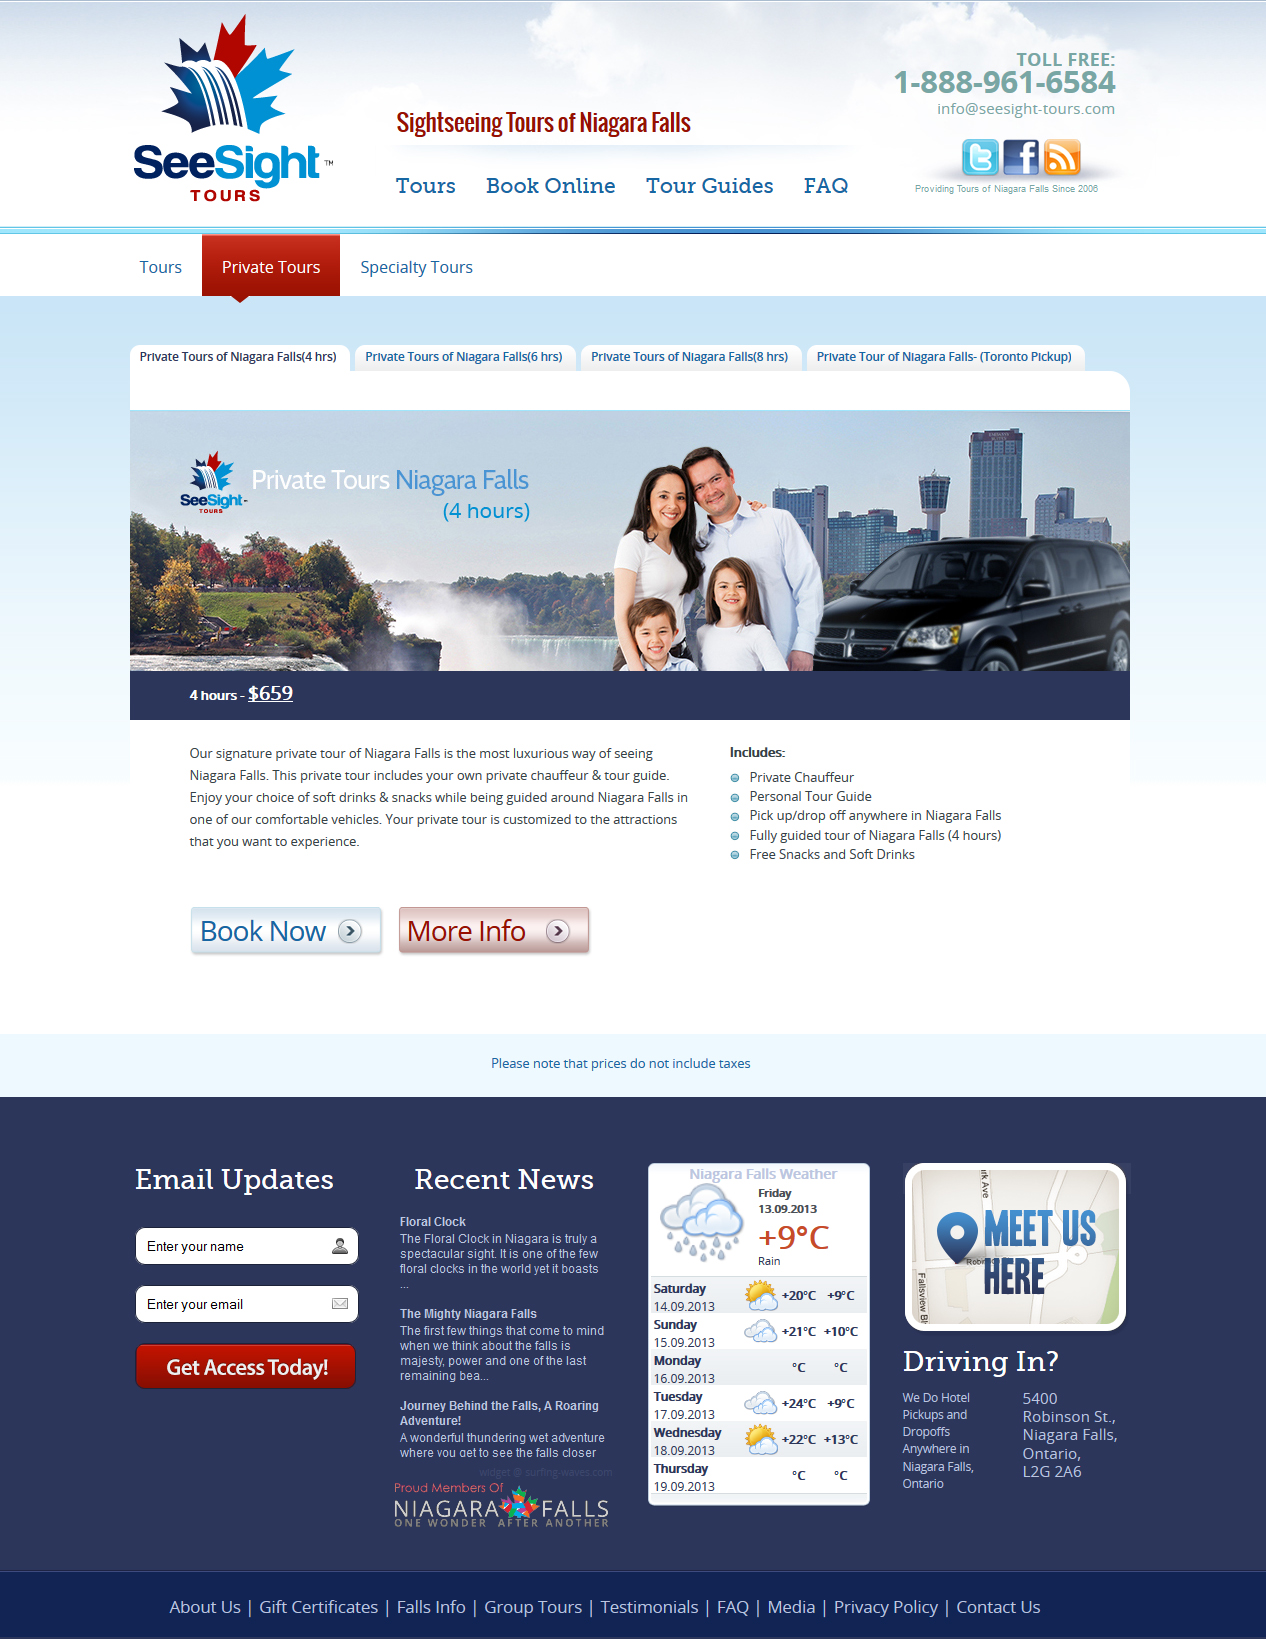 SeeSight ™
TOURS
Sightseeing Tours of Niagara Falls
TOLL FREE:
1-888-961-6584
info@seesight-tours.com
Providing Tours of Niagara Falls Since 2006
Tours Book Online Tour Guides FAQ
Tours Private Tours Specialty Tours
Private Tours of Niagara Falls(4 hrs) Private Tours of Niagara Falls(6 hrs) Private Tours of Niagara Falls(8 hrs) Private Tour of Niagara Falls- (Toronto Pickup)
SeeSight
TOURS
Private Tours Niagara Falls
(4 hours)
4 hours - $659
Our signature private tour of Niagara Falls is the most luxurious way of seeing
Niagara Falls. This private tour includes your own private chauffeur & tour guide.
Enjoy your choice of soft drinks & snacks while being guided around Niagara Falls in
one of our comfortable vehicles. Your private tour is customized to the attractions
that you want to experience.
Includes:
Private Chauffeur
Personal Tour Guide
Pick up/drop off anywhere in Niagara Falls
Fully guided tour of Niagara Falls (4 hours)
Free Snacks and Soft Drinks
Book Now
More Info
Please note that prices do not include taxes
Email Updates
Enter your name
Enter your email
Get Access Today!
Recent News
Floral Clock
The Floral Clock in Niagara is truly a
spectacular sight. It is one of the few
floral clocks in the world yet it boasts
...
The Mighty Niagara Falls
The first few things that come to mind
when we think about the falls is
majesty, power and one of the last
remaining bea...
Journey Behind the Falls, A Roaring
Adventure!
A wonderful thundering wet adventure
where you get to see the falls closer
widget @ surfing-waves.com
Proud Members Of
NIAGARA FALLS
ONE WONDER AFTER ANOTHER
Niagara Falls Weather
Friday
13.09.2013
+9°C
Rain
Saturday
14.09.2013 +20°C +9°C
Sunday
15.09.2013 +21°C +10°C
Monday
16.09.2013 °C °C
Tuesday
17.09.2013 +24°C +9°C
Wednesday
18.09.2013 +22°C +13°C
Thursday
19.09.2013 °C °C
rk Ave
MEET US
HERE
Fallsview Bl
Driving In?
We Do Hotel
Pickups and
Dropoffs
Anywhere in
Niagara Falls,
Ontario
5400
Robinson St.,
Niagara Falls,
Ontario,
L2G 2A6
About Us | Gift Certificates | Falls Info | Group Tours | Testimonials | FAQ | Media | Privacy Policy | Contact Us